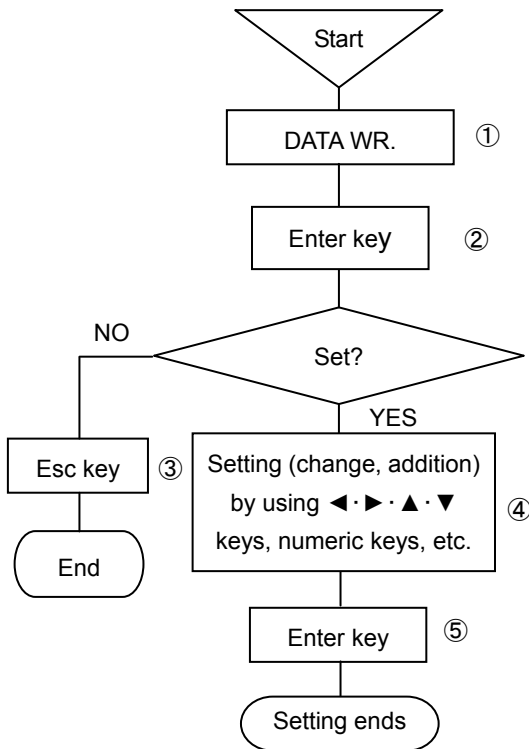 Start
DATA WR. ①
Enter key ②
NO
Set?
YES
Esc key ③
Setting (change, addition)
by using ◄·►·▲·▼
keys, numeric keys, etc. ④
End
Enter key ⑤
Setting ends